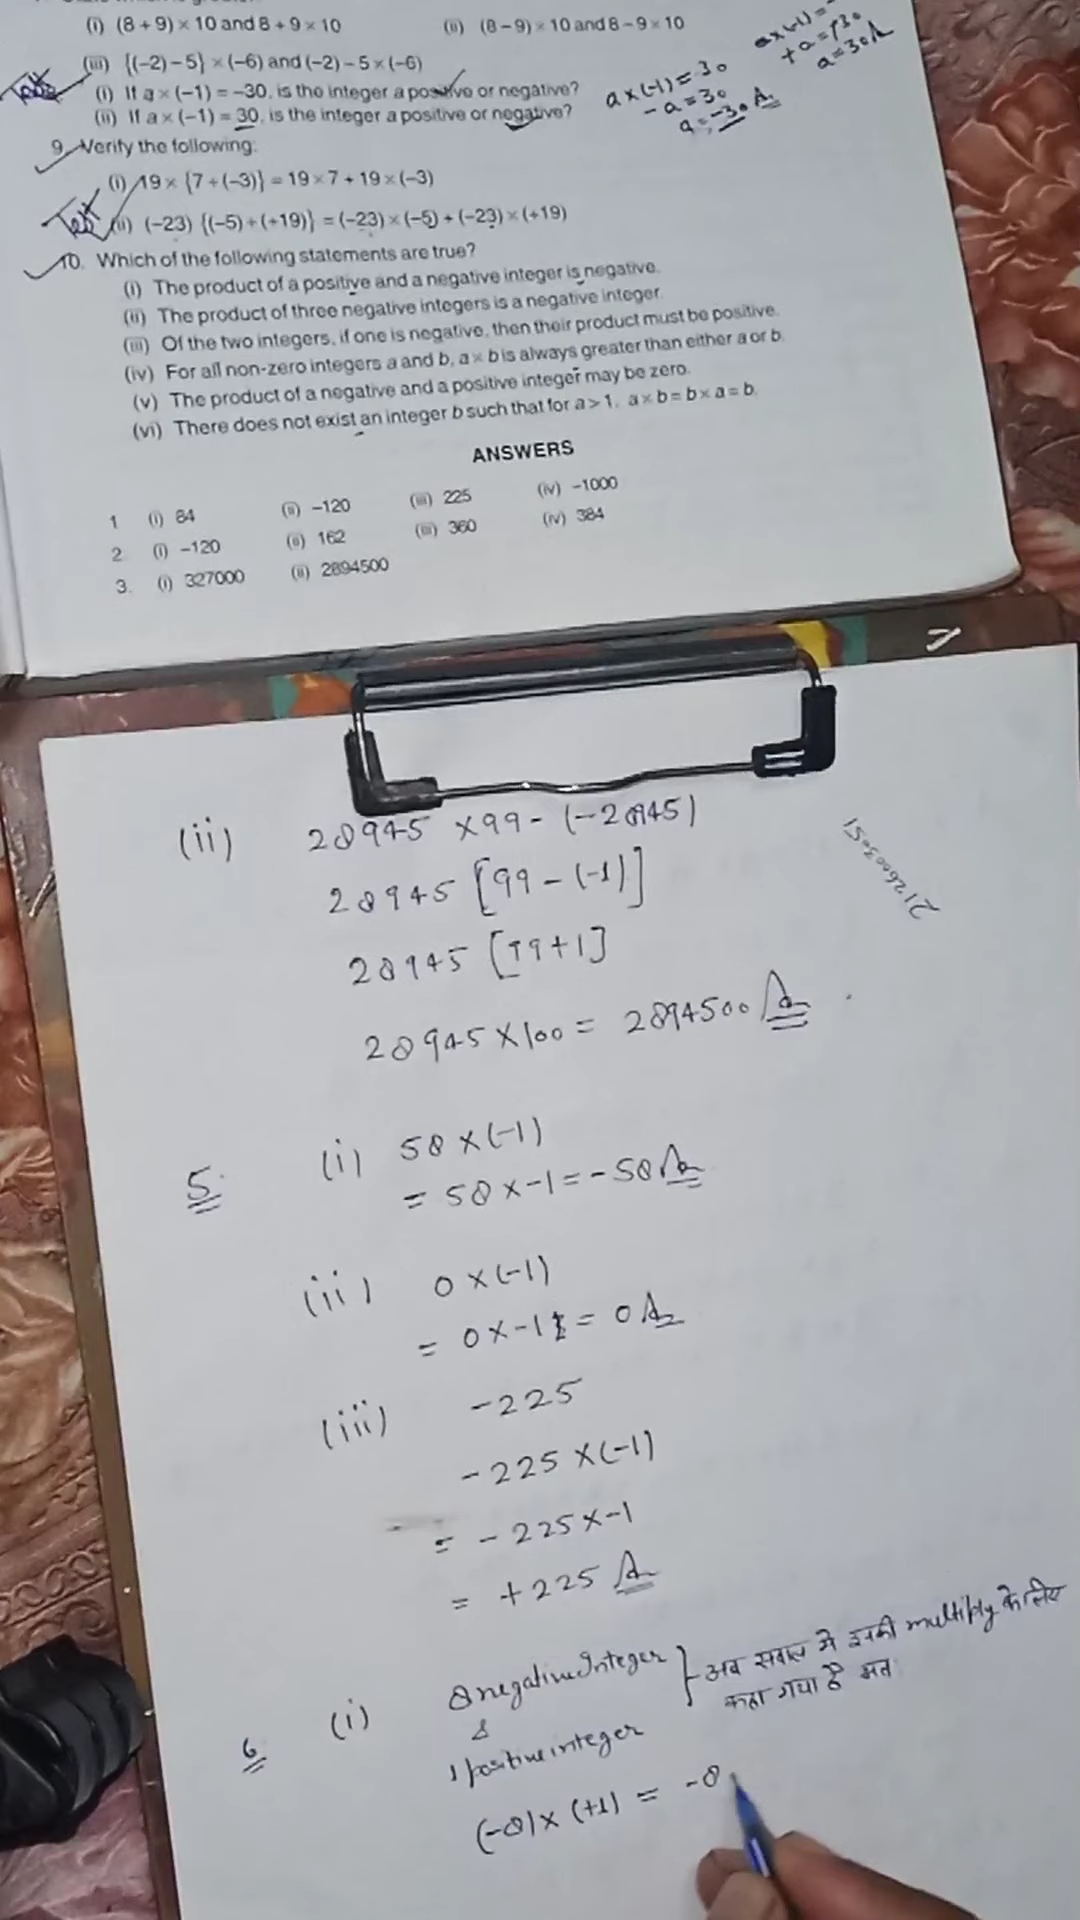 (i) (8 + 9) × 10 and 8 + 9 × 10
(ii) (8 − 9) × 10 and 8 − 9 × 10
(iii) {(−2) − 5} × (−6) and (−2) − 5 × (−6)
(i) If a × (−1) = −30, is the integer a positive or negative?
(ii) If a × (−1) = 30, is the integer a positive or negative?
a×(-1) = 30
-a = 30
a = -30 A
+a = +30
a = 30 A
9. Verify the following:
(i) 19 × {7 + (−3)} = 19 × 7 + 19 × (−3)
Test
(ii) (−23) {(−5) + (+19)} = (−23) × (−5) + (−23) × (+19)
10. Which of the following statements are true?
(i) The product of a positive and a negative integer is negative.
(ii) The product of three negative integers is a negative integer.
(iii) Of the two integers, if one is negative, then their product must be positive.
(iv) For all non-zero integers a and b, a × b is always greater than either a or b.
(v) The product of a negative and a positive integer may be zero.
(vi) There does not exist an integer b such that for a > 1, a × b = b × a = b.
ANSWERS
1 (i) 84 (ii) −120 (iii) 225 (iv) −1000
2. (i) −120 (ii) 162 (iii) 360 (iv) 384
3. (i) 327000 (ii) 2894500
(ii) 28945 × 99 - (-28945)
28945 [99 - (-1)]
28945 [99 + 1]
28945 × 100 = 2894500
2126003051
5. (i) 58 × (-1)
= 58 × -1 = -58
(ii) 0 × (-1)
= 0 × -1 = 0
(iii) -225
-225 × (-1)
= -225 × -1
= +225
6 (i) 8 negative Integer } अब सवाल में इनकी multiply के लिए
& कहा गया है अतः
1 positive integer
(-8) × (+1) = -8